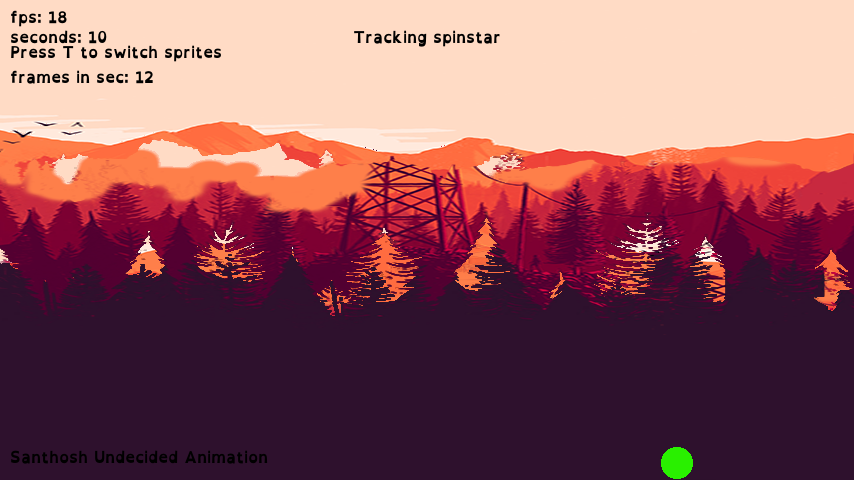 fps: 18
seconds: 10
Press T to switch sprites
frames in sec: 12
Tracking spinstar
Santhosh Undecided Animation